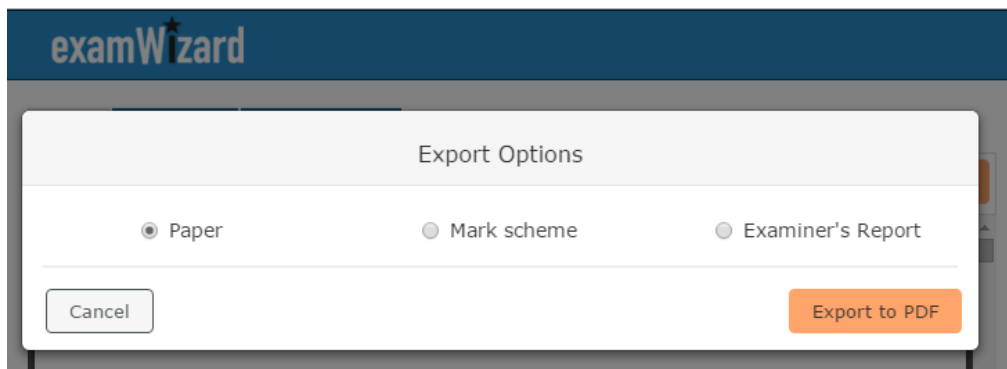 examWizard
Export Options
Paper Mark scheme Examiner's Report
Cancel Export to PDF